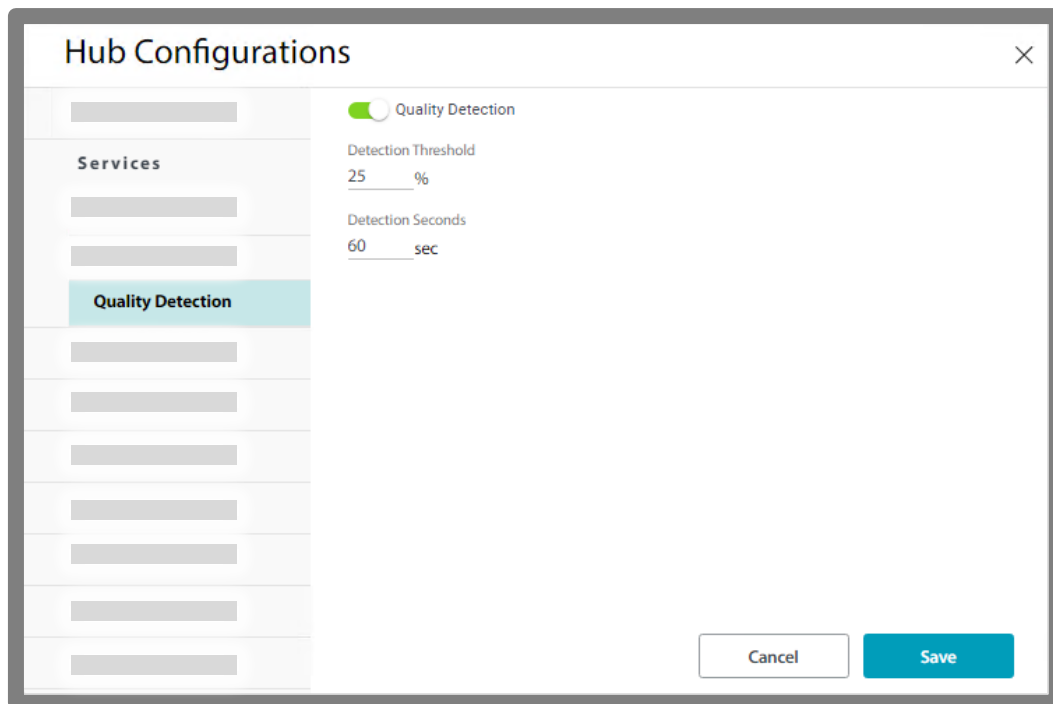 Hub Configurations
Services
Quality Detection
Quality Detection
Detection Threshold
25 %
Detection Seconds
60 sec
Cancel
Save